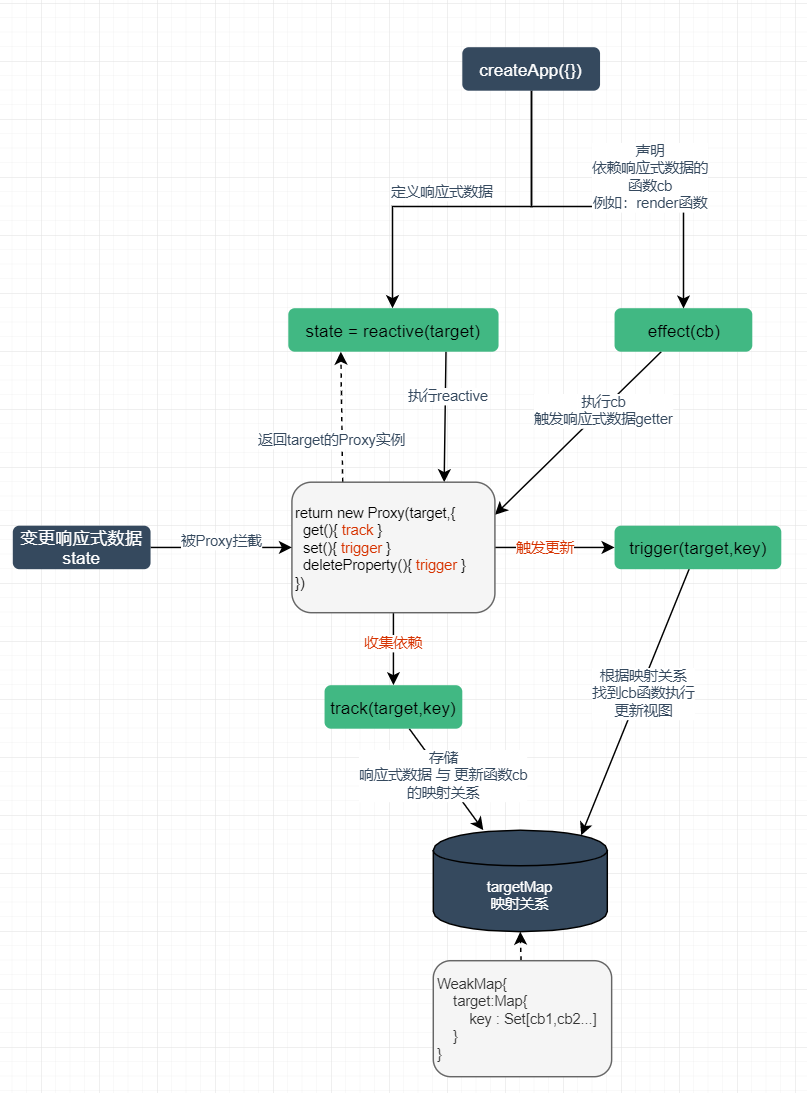 createApp({})
声明
依赖响应式数据的
函数cb
例如：render函数
定义响应式数据
state = reactive(target)
effect(cb)
执行reactive
执行cb
触发响应式数据getter
返回target的Proxy实例
return new Proxy(target,{
get(){ track }
set(){ trigger }
deleteProperty(){ trigger }
})
变更响应式数据
state
被Proxy拦截
触发更新
trigger(target,key)
收集依赖
track(target,key)
根据映射关系
找到cb函数执行
更新视图
存储
响应式数据 与 更新函数cb
的映射关系
targetMap
映射关系
WeakMap{
target:Map{
key : Set[cb1,cb2...]
}
}